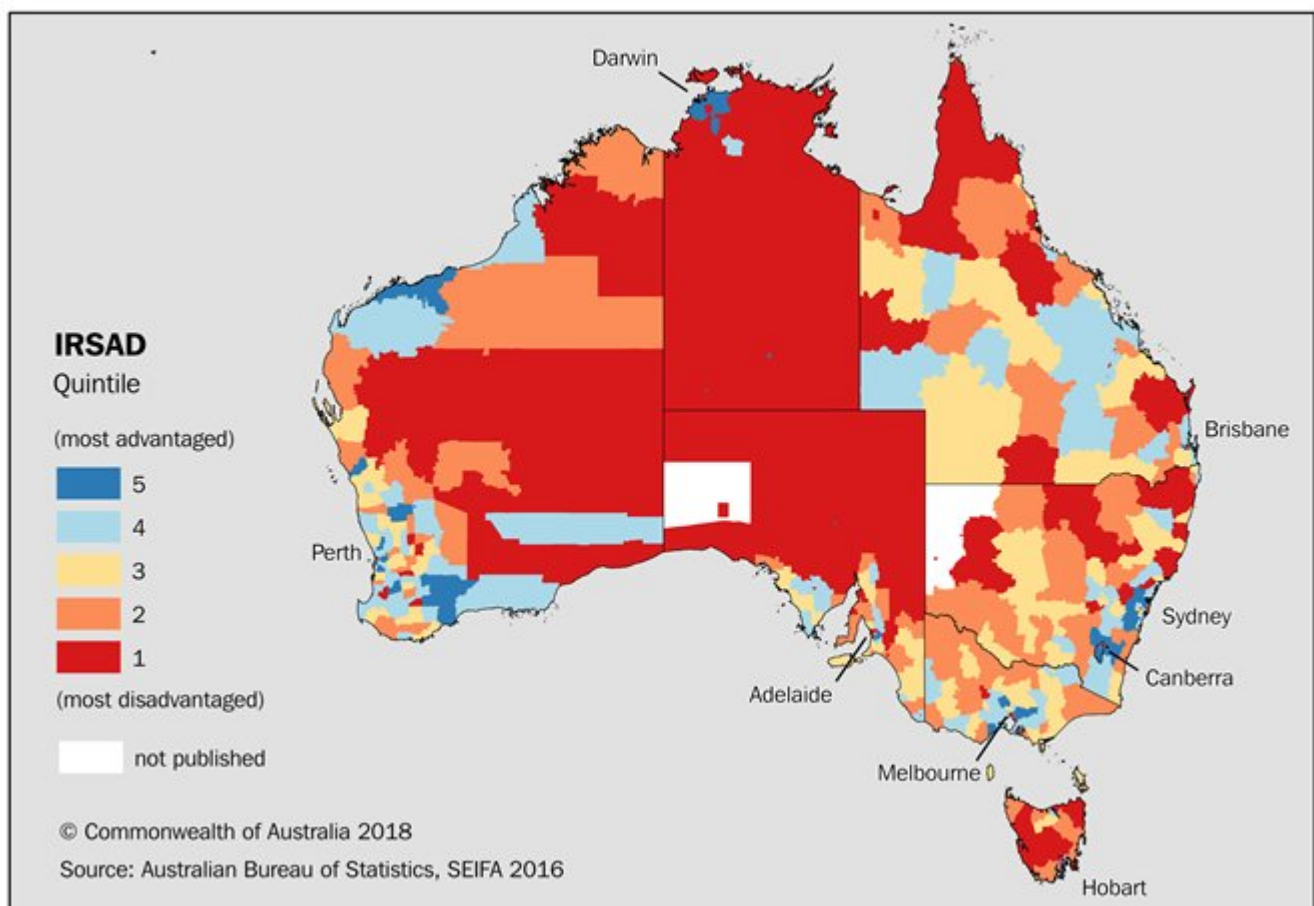 Darwin
IRSAD
Quintile
(most advantaged)
5
4
3
2
1
(most disadvantaged)
not published
Brisbane
Perth
Sydney
Canberra
Adelaide
Melbourne
Hobart
© Commonwealth of Australia 2018
Source: Australian Bureau of Statistics, SEIFA 2016